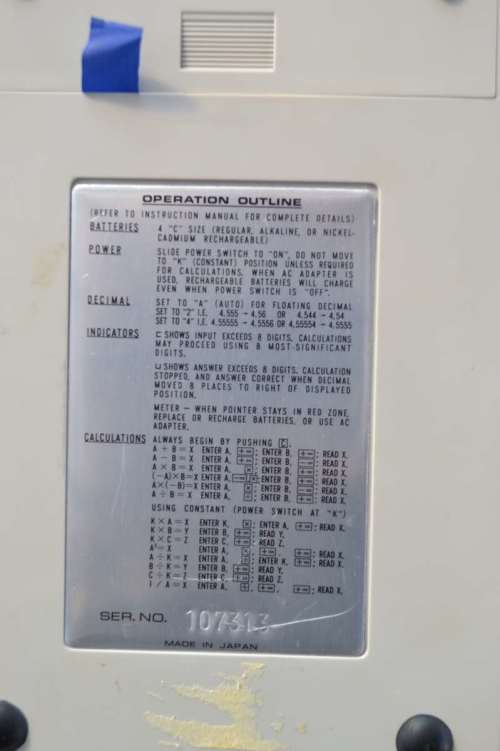 OPERATION OUTLINE
(REFER TO INSTRUCTION MANUAL FOR COMPLETE DETAILS)
BATTERIES 4 "C" SIZE (REGULAR, ALKALINE, OR NICKEL-
CADMIUM RECHARGEABLE)
POWER SLIDE POWER SWITCH TO "ON", DO NOT MOVE
TO "K" (CONSTANT) POSITION UNLESS REQUIRED
FOR CALCULATIONS. WHEN AC ADAPTER IS
USED, RECHARGEABLE BATTERIES WILL CHARGE
EVEN WHEN POWER SWITCH IS "OFF".
DECIMAL SET TO "A" (AUTO) FOR FLOATING DECIMAL
SET TO "2" I.E. 4.555 → 4.56 OR 4.544 → 4.54
SET TO "4" I.E. 4.55555 → 4.5556 OR 4.55554 → 4.5555
INDICATORS ⊏ SHOWS INPUT EXCEEDS 8 DIGITS, CALCULATIONS
MAY PROCEED USING 8 MOST-SIGNIFICANT
DIGITS.
⊔ SHOWS ANSWER EXCEEDS 8 DIGITS, CALCULATION
STOPPED, AND ANSWER CORRECT WHEN DECIMAL
MOVED 8 PLACES TO RIGHT OF DISPLAYED
POSITION.
METER — WHEN POINTER STAYS IN RED ZONE,
REPLACE OR RECHARGE BATTERIES, OR USE AC
ADAPTER.
CALCULATIONS ALWAYS BEGIN BY PUSHING C.
A + B = X ENTER A, ; ENTER B, ; READ X.
A − B = X ENTER A, ; ENTER B, ; READ X.
A × B = X ENTER A, ; ENTER B, ; READ X.
(−A)×B=X ENTER A, ; ENTER B, ; READ X.
A×(−B)=X ENTER A, ; ENTER B, ; READ X.
A ÷ B = X ENTER A, ; ENTER B, ; READ X.
USING CONSTANT (POWER SWITCH AT "K")
K × A = X ENTER K, ; ENTER A, ; READ X.
K × B = Y ENTER B, ; READ Y.
K × C = Z ENTER C, ; READ Z.
= X ENTER A, READ X.
A ÷ K = X ENTER A, ; ENTER K, ; READ X.
B ÷ K = Y ENTER B, ; READ Y.
C ÷ K = Z ENTER C, ; READ Z.
1 / A = X ENTER A, READ X.
SER. NO. 107313
MADE IN JAPAN